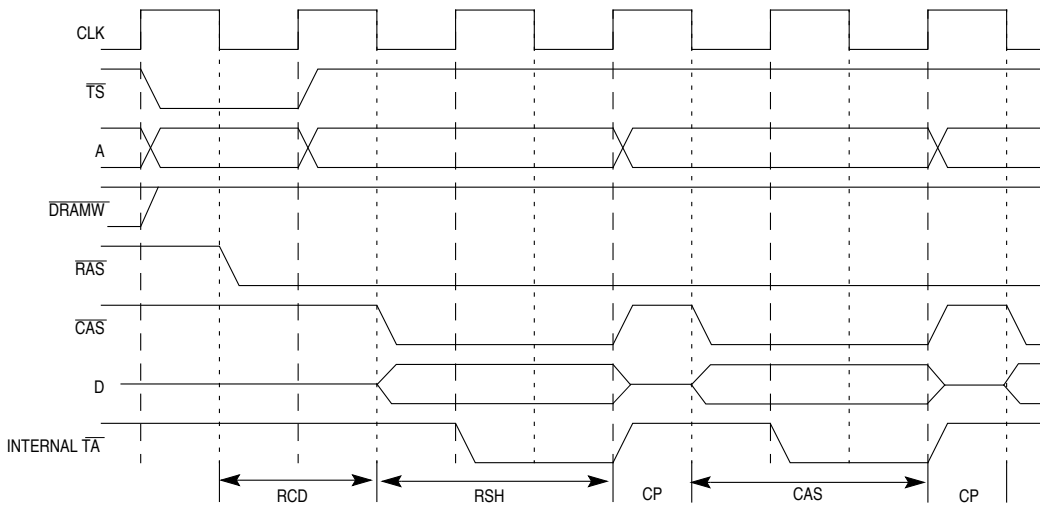 CLK
TS
A
DRAMW
RAS
CAS
D
INTERNAL TA
RCD RSH CP CAS CP